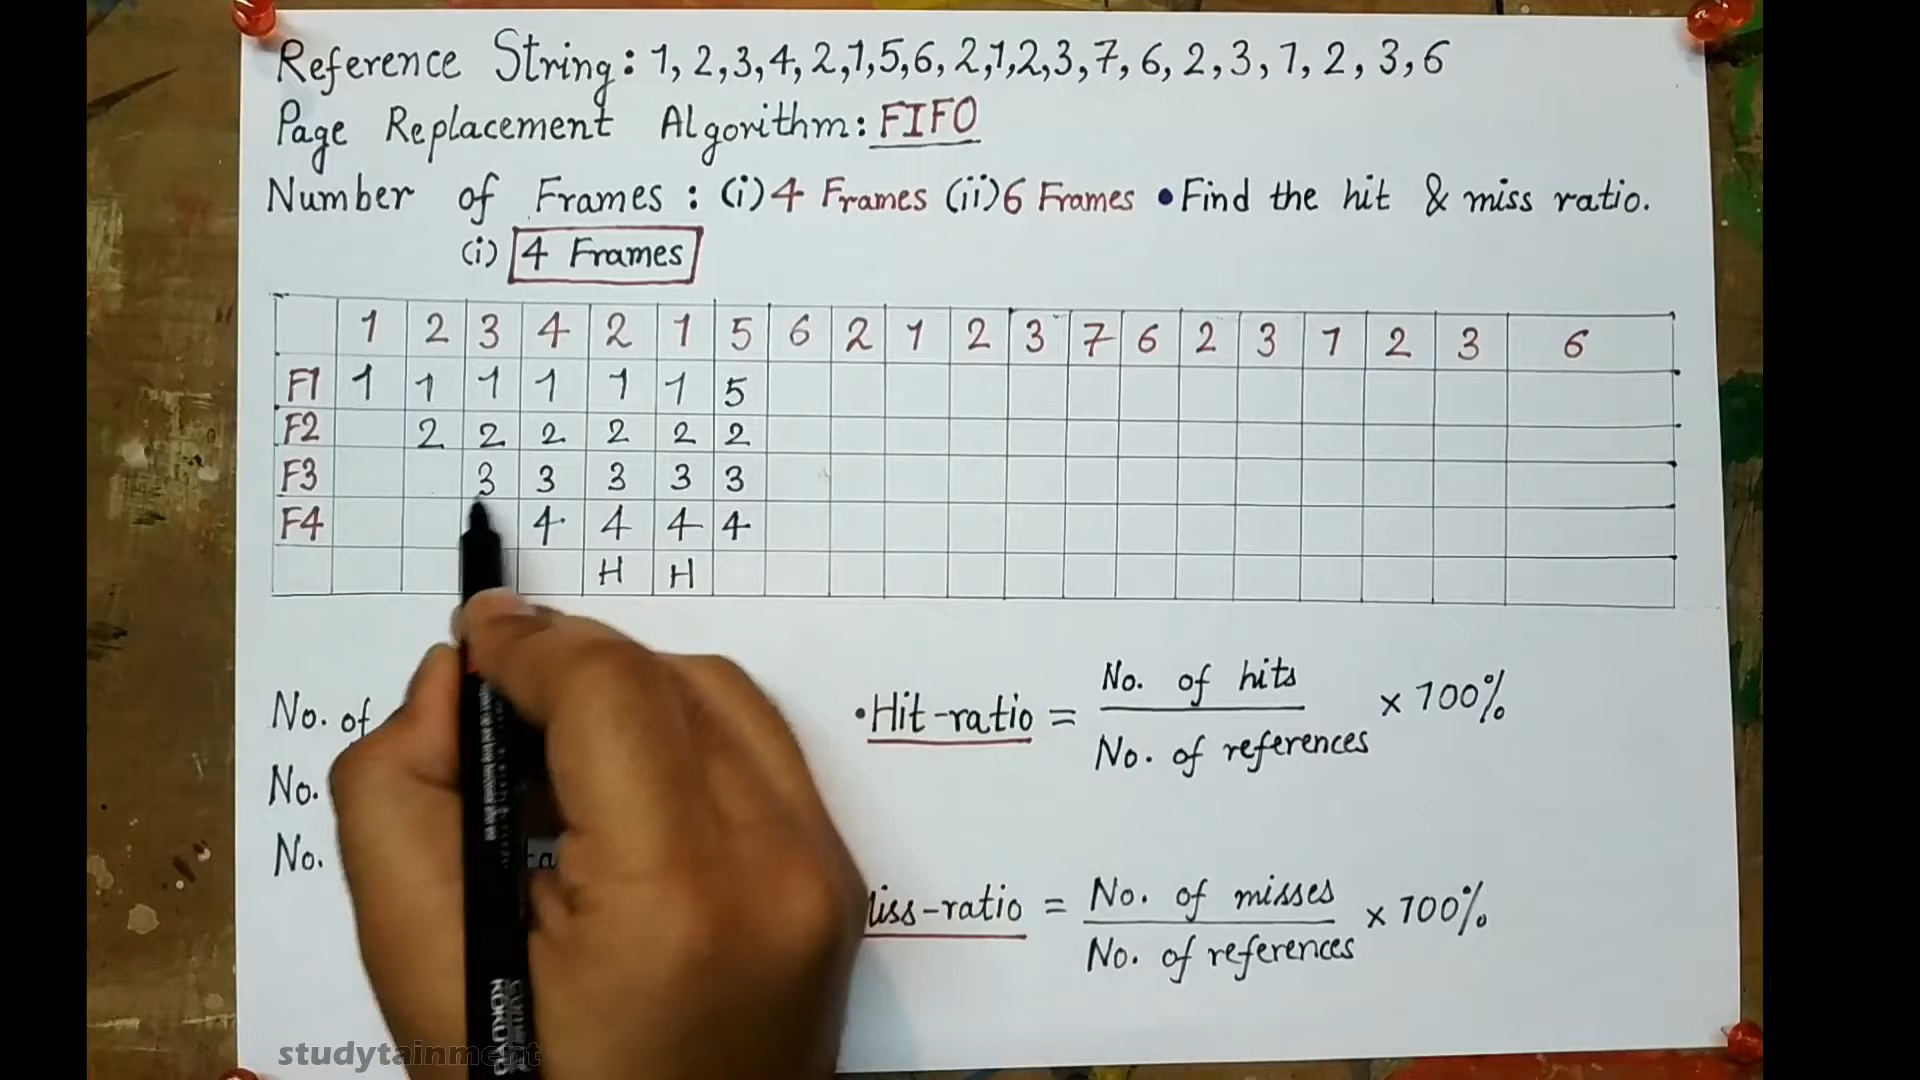 Reference String: 1, 2, 3, 4, 2, 1, 5, 6, 2, 1, 2, 3, 7, 6, 2, 3, 1, 2, 3, 6
Page Replacement Algorithm: FIFO
Number of Frames : (i) 4 Frames (ii) 6 Frames • Find the hit & miss ratio.
(i) 4 Frames
1 2 3 4 2 1 5 6 2 1 2 3 7 6 2 3 1 2 3 6
F1 1 1 1 1 1 1 5
F2 2 2 2 2 2 2
F3 3 3 3 3 3
F4 4 4 4 4
H H
No. of
No.
No.
• Hit-ratio = No. of hits
No. of references
× 100%
Miss-ratio = No. of misses
No. of references
× 100%
studytainment
KOKUYO